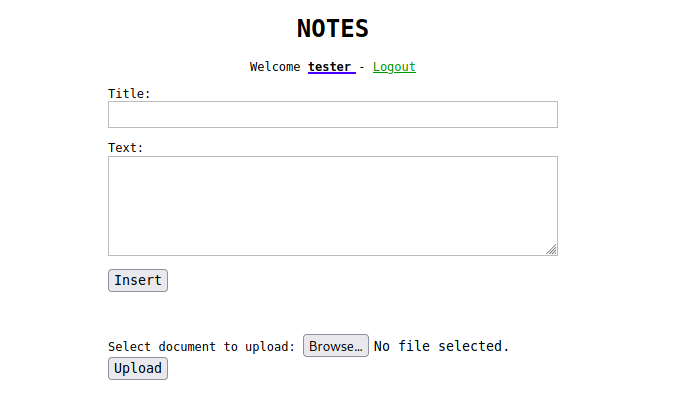 NOTES
Welcome tester - Logout
Title:
Text:
Insert
Select document to upload: Browse... No file selected.
Upload